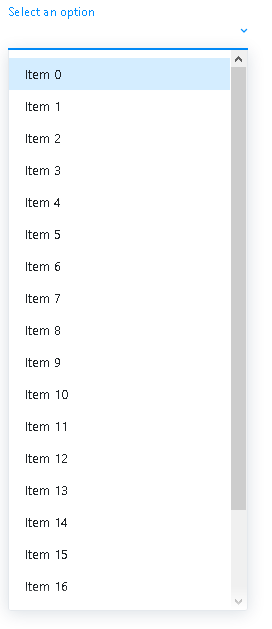 Select an option
Item 0
Item 1
Item 2
Item 3
Item 4
Item 5
Item 6
Item 7
Item 8
Item 9
Item 10
Item 11
Item 12
Item 13
Item 14
Item 15
Item 16